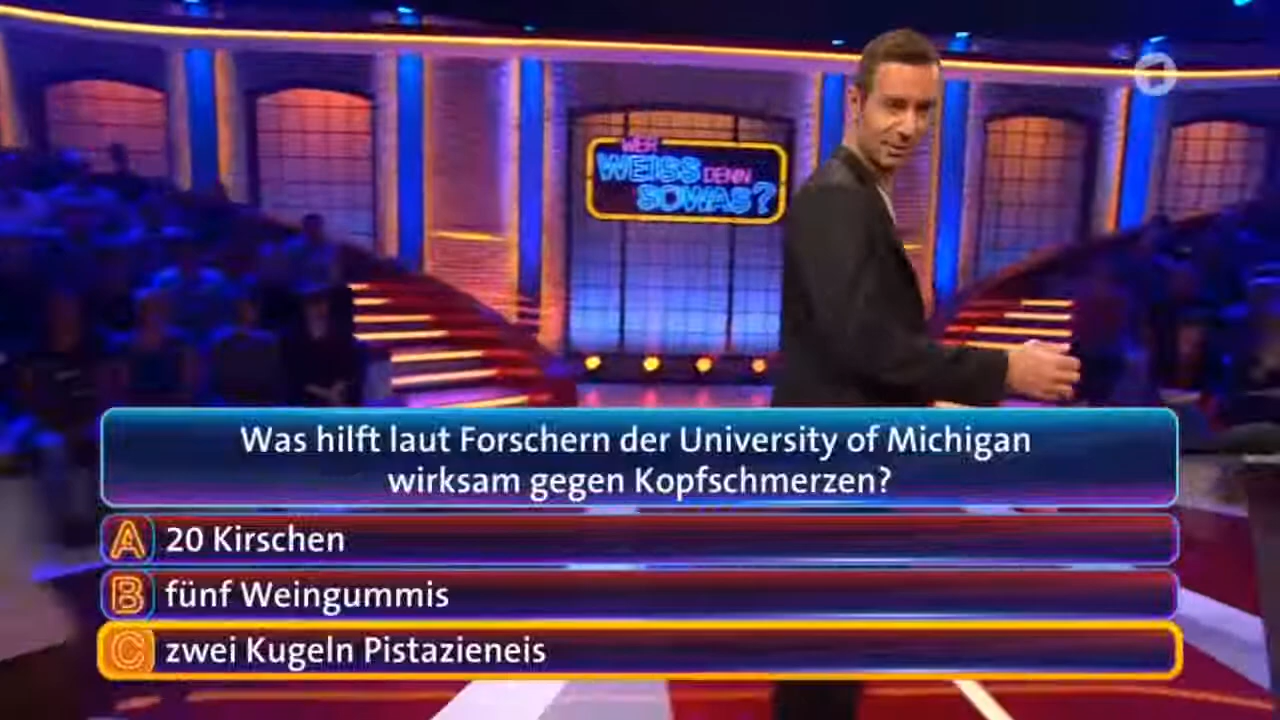 WER
WEISS DENN
SOWAS?
Was hilft laut Forschern der University of Michigan
wirksam gegen Kopfschmerzen?
A 20 Kirschen
B fünf Weingummis
C zwei Kugeln Pistazieneis